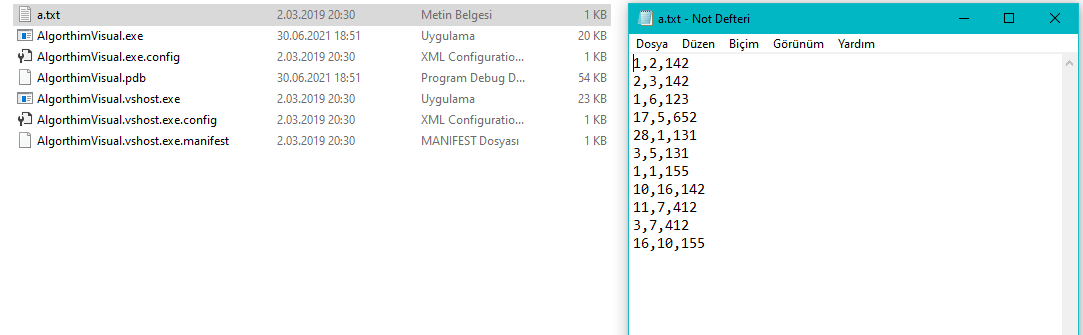 a.txt 2.03.2019 20:30 Metin Belgesi 1 KB
AlgorthimVisual.exe 30.06.2021 18:51 Uygulama 20 KB
AlgorthimVisual.exe.config 2.03.2019 20:30 XML Configuratio... 1 KB
AlgorthimVisual.pdb 30.06.2021 18:51 Program Debug D... 54 KB
AlgorthimVisual.vshost.exe 2.03.2019 20:30 Uygulama 23 KB
AlgorthimVisual.vshost.exe.config 2.03.2019 20:30 XML Configuratio... 1 KB
AlgorthimVisual.vshost.exe.manifest 2.03.2019 20:30 MANIFEST Dosyası 1 KB
a.txt - Not Defteri
Dosya Düzen Biçim Görünüm Yardım
1,2,142
2,3,142
1,6,123
17,5,652
28,1,131
3,5,131
1,1,155
10,16,142
11,7,412
3,7,412
16,10,155